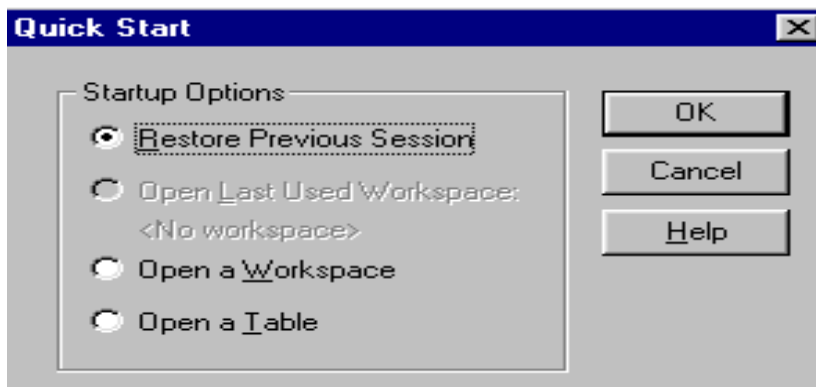 Quick Start
Startup Options
Restore Previous Session
Open Last Used Workspace:
<No workspace>
Open a Workspace
Open a Table
OK
Cancel
Help